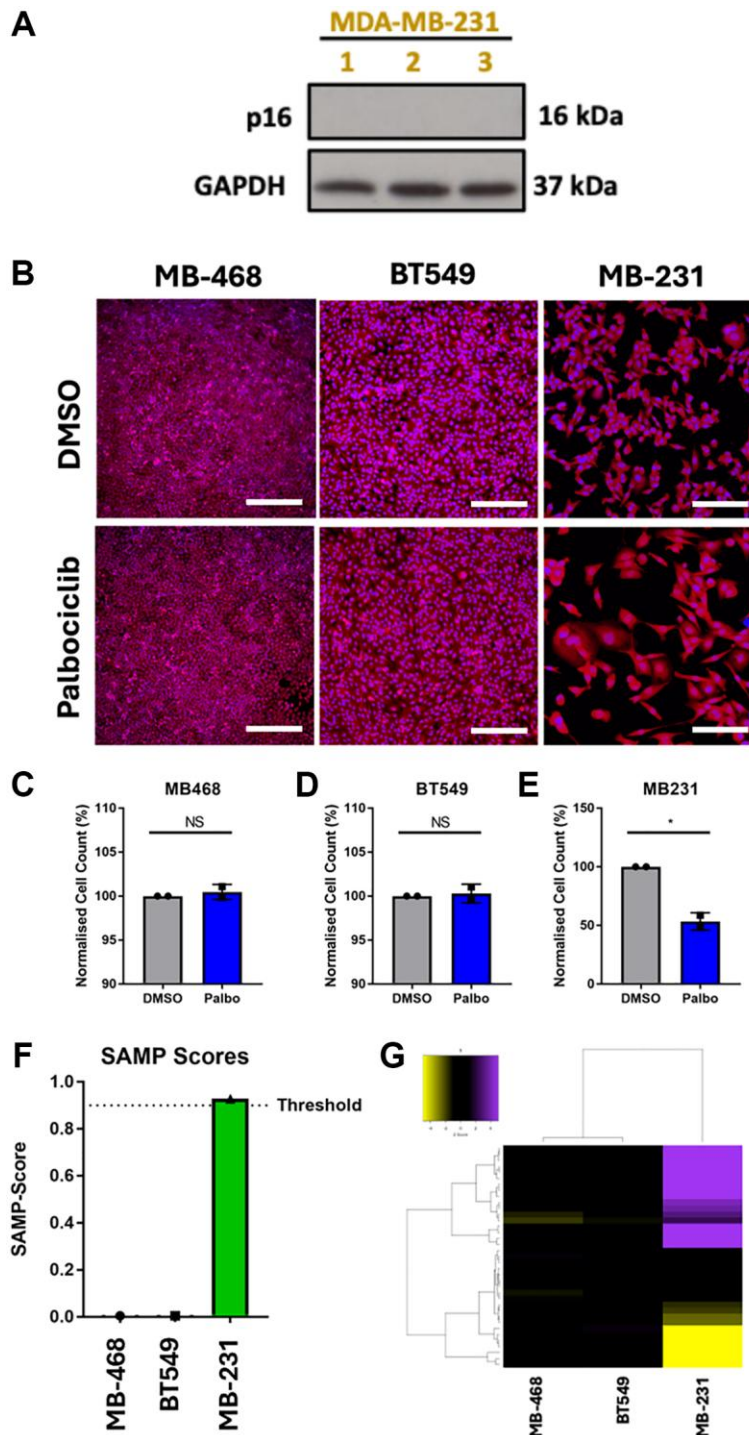 A
MDA-MB-231
1 2 3
p16 16 kDa
GAPDH 37 kDa
B
MB-468 BT549 MB-231
DMSO
Palbociclib
C
MB468
Normalised Cell Count (%)
110
105
100
95
90
NS
DMSO Palbo
D
BT549
Normalised Cell Count (%)
110
105
100
95
90
NS
DMSO Palbo
E
MB231
Normalised Cell Count (%)
150
100
50
0
*
DMSO Palbo
F
SAMP Scores
SAMP-Score
1.0
0.8
0.6
0.4
0.2
0.0
Threshold
MB-468
BT549
MB-231
G
MB-468
BT549
MB-231